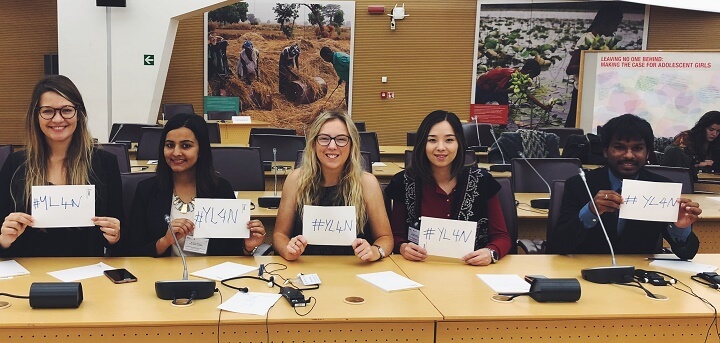 LEAVING NO ONE BEHIND:
MAKING THE CASE FOR ADOLESCENT GIRLS
#YL4N
#YL4N
#YL4N
#YL4N
#YL4N